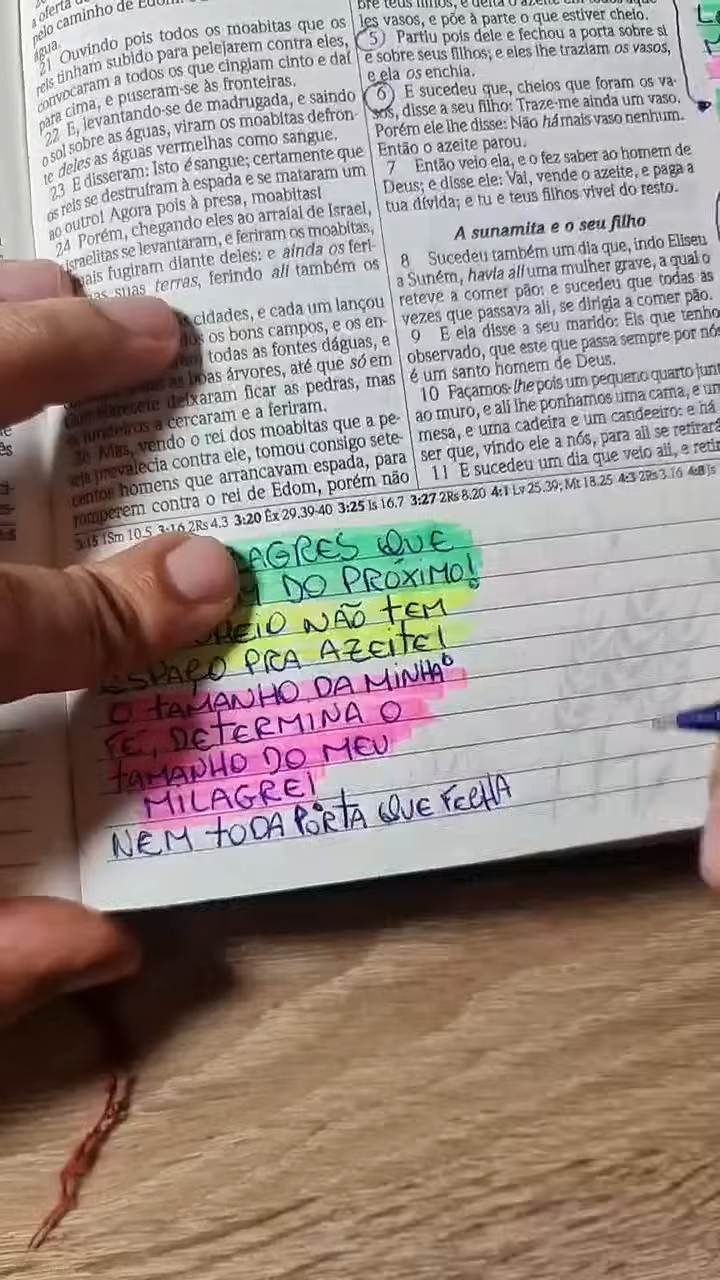 a oferta
pelo caminho de Edom.
água.
21 Ouvindo pois todos os moabitas que os
reis tinham subido para pelejarem contra eles,
convocaram a todos os que cingiam cinto e daí
para cima, e puseram-se às fronteiras.
22 E, levantando-se de madrugada, e saindo
o sol sobre as águas, viram os moabitas defron-
te deles as águas vermelhas como sangue.
23 E disseram: Isto é sangue; certamente que
os reis se destruíram à espada e se mataram um
ao outro! Agora pois à presa, moabitas!
24 Porém, chegando eles ao arraial de Israel,
israelitas se levantaram, e feriram os moabitas,
quais fugiram diante deles: e ainda os feri-
suas terras, ferindo ali também os
cidades, e cada um lançou
os bons campos, e os en-
todas as fontes dáguas, e
as boas árvores, até que só em
deixaram ficar as pedras, mas
os fundeiros a cercaram e a feriram.
26 Mas, vendo o rei dos moabitas que a pe-
leja prevalecia contra ele, tomou consigo sete-
centos homens que arrancavam espada, para
romperem contra o rei de Edom, porém não
les vasos, e põe à parte o que estiver cheio.
5 Partiu pois dele e fechou a porta sobre si
e sobre seus filhos; e eles lhe traziam os vasos,
e ela os enchia.
6 E sucedeu que, cheios que foram os va-
sos, disse a seu filho: Traze-me ainda um vaso.
Porém ele lhe disse: Não há mais vaso nenhum.
Então o azeite parou.
7 Então veio ela, e o fez saber ao homem de
Deus; e disse ele: Vai, vende o azeite, e paga a
tua dívida; e tu e teus filhos vivei do resto.
A sunamita e o seu filho
8 Sucedeu também um dia que, indo Eliseu
a Suném, havia ali uma mulher grave, a qual o
reteve a comer pão: e sucedeu que todas as
vezes que passava ali, se dirigia a comer pão.
9 E ela disse a seu marido: Eis que tenho
observado, que este que passa sempre por nós
é um santo homem de Deus.
10 Façamos-lhe pois um pequeno quarto junt
ao muro, e ali lhe ponhamos uma cama, e um
mesa, e uma cadeira e um candeeiro: e há
ser que, vindo ele a nós, para ali se retirará
11 E sucedeu um dia que veio ali, e retir
3:15 1Sm 10.5 3:16 2Rs 4.3 3:20 Êx 29.39-40 3:25 Is 16.7 3:27 2Rs 8.20 4:1 Lv 25.39; Mt 18.25 4:3 2Rs 3.16 4:8 Js
AGRES QUE
M DO PRÓXIMO!
CHEIO NÃO TEM
ESPAÇO PRA AZEITE!
O TAMANHO DA MINHA
FÉ, DETERMINA O
TAMANHO DO MEU
MILAGRE!
NEM TODA PORTA QUE FECHA